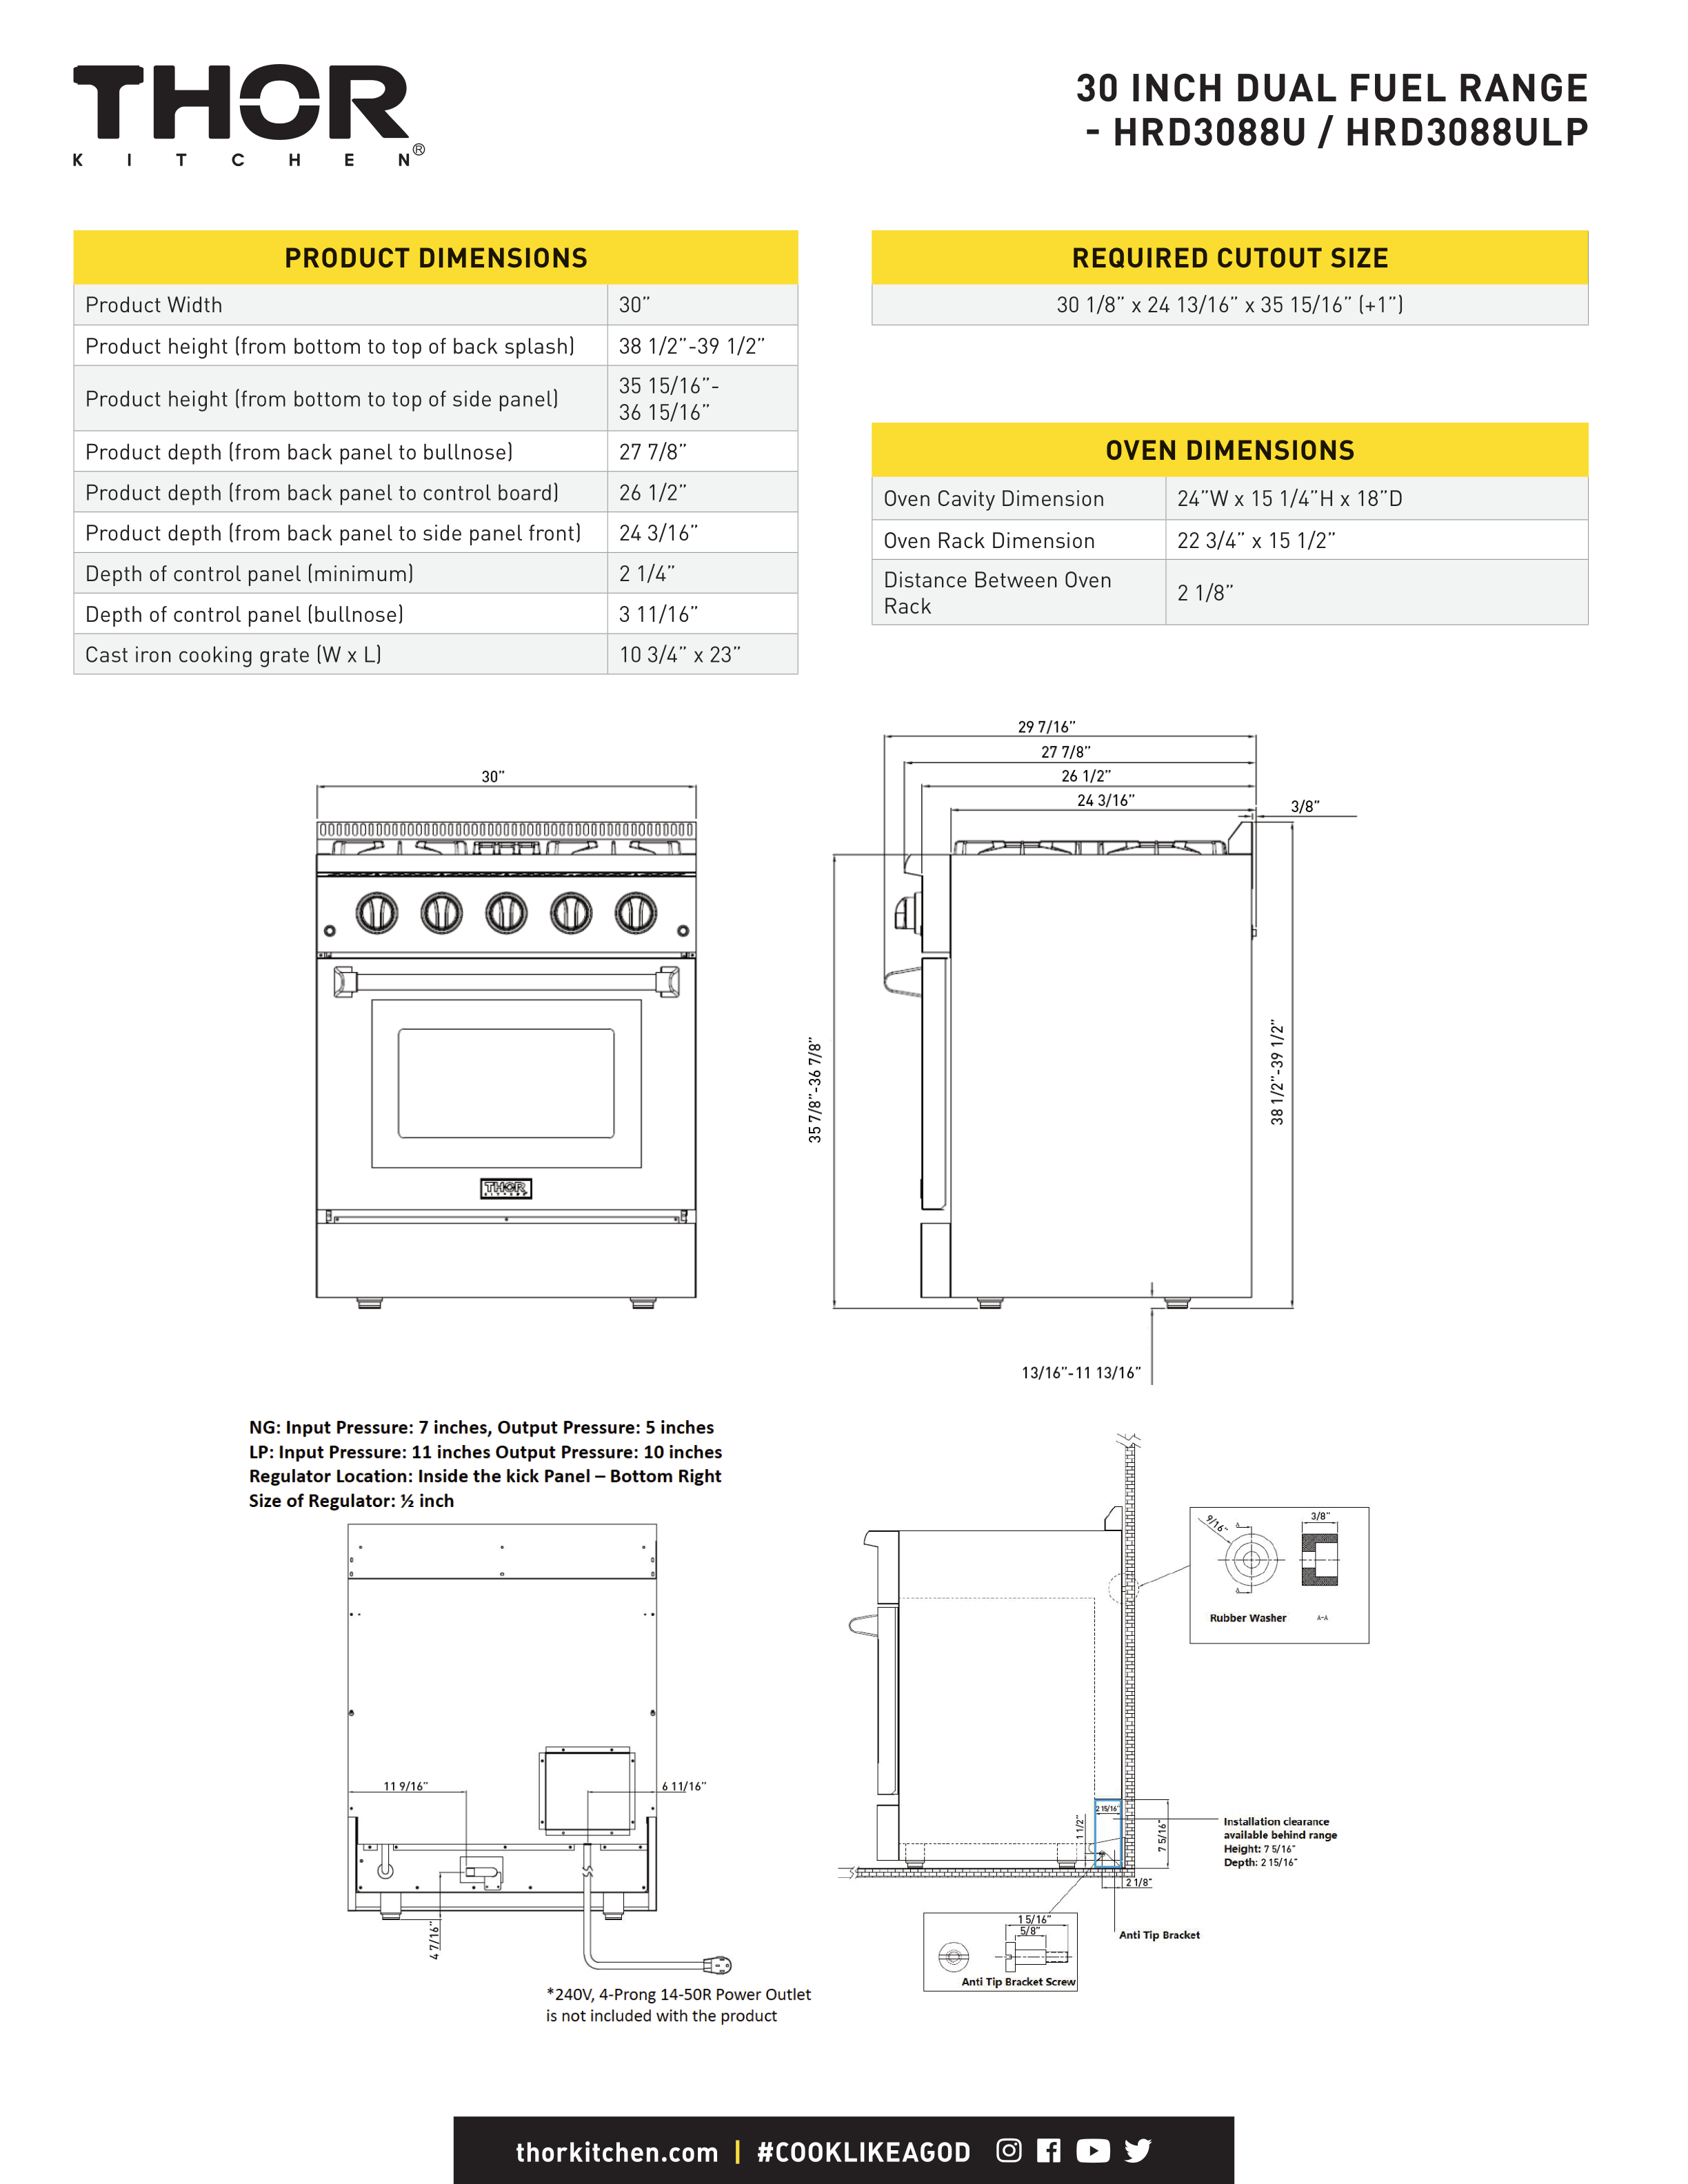 THOR
KITCHEN®
30 INCH DUAL FUEL RANGE
- HRD3088U / HRD3088ULP
PRODUCT DIMENSIONS
Product Width 30”
Product height (from bottom to top of back splash) 38 1/2”-39 1/2”
Product height (from bottom to top of side panel) 35 15/16”-
36 15/16”
Product depth (from back panel to bullnose) 27 7/8”
Product depth (from back panel to control board) 26 1/2”
Product depth (from back panel to side panel front) 24 3/16”
Depth of control panel (minimum) 2 1/4”
Depth of control panel (bullnose) 3 11/16”
Cast iron cooking grate (W x L) 10 3/4” x 23”
REQUIRED CUTOUT SIZE
30 1/8” x 24 13/16” x 35 15/16” (+1”)
OVEN DIMENSIONS
Oven Cavity Dimension 24”W x 15 1/4”H x 18”D
Oven Rack Dimension 22 3/4” x 15 1/2”
Distance Between Oven
Rack 2 1/8”
30”
THOR
KITCHEN
29 7/16”
27 7/8”
26 1/2”
24 3/16”
3/8”
35 7/8”-36 7/8”
38 1/2”-39 1/2”
13/16”-11 13/16”
NG: Input Pressure: 7 inches, Output Pressure: 5 inches
LP: Input Pressure: 11 inches Output Pressure: 10 inches
Regulator Location: Inside the kick Panel – Bottom Right
Size of Regulator: ½ inch
11 9/16”
6 11/16”
4 7/16”
*240V, 4-Prong 14-50R Power Outlet
is not included with the product
9/16”
A
A
3/8”
Rubber Washer
A-A
2 15/16”
1 1/2”
7 5/16”
2 1/8”
Installation clearance
available behind range
Height: 7 5/16”
Depth: 2 15/16”
Anti Tip Bracket
1 5/16”
5/8”
Anti Tip Bracket Screw
thorkitchen.com | #COOKLIKEAGOD